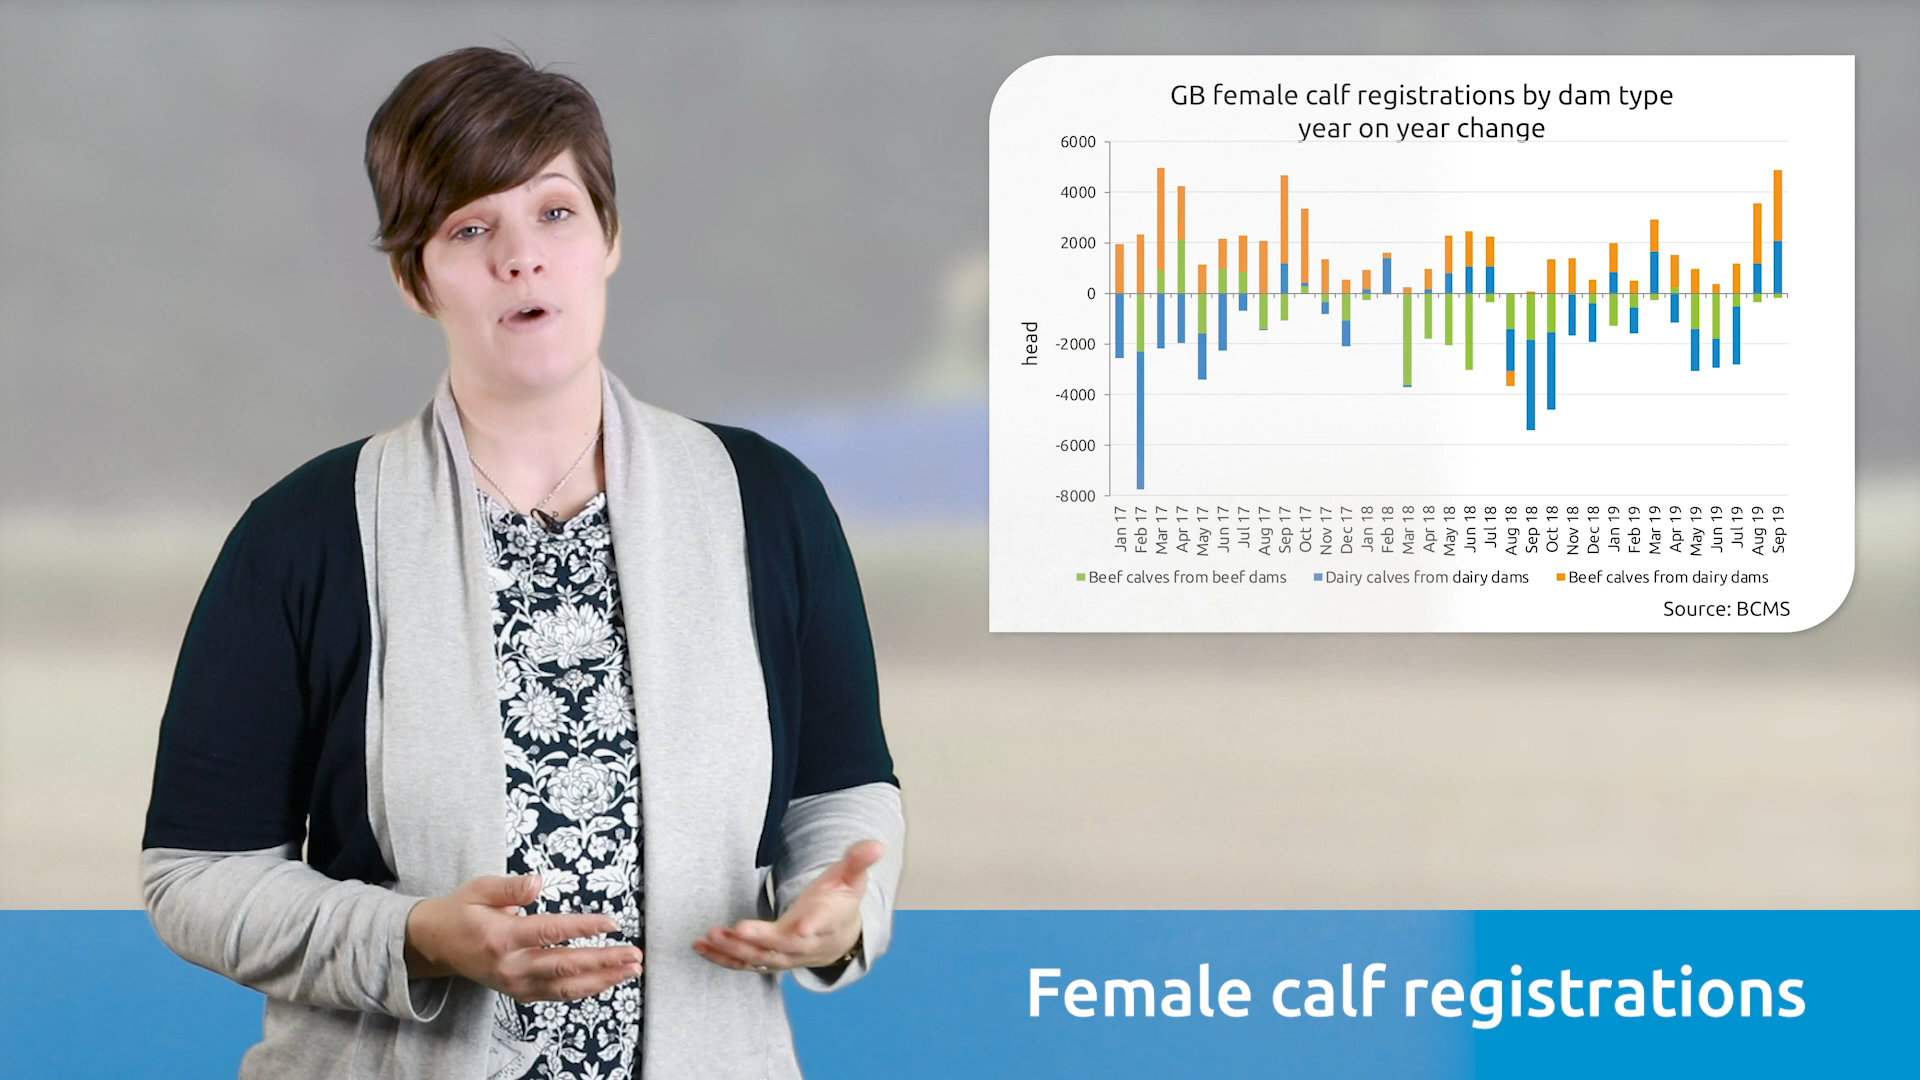 GB female calf registrations by dam type
year on year change
6000
4000
2000
0
-2000
-4000
-6000
-8000
head
Jan 17
Feb 17
Mar 17
Apr 17
May 17
Jun 17
Jul 17
Aug 17
Sep 17
Oct 17
Nov 17
Dec 17
Jan 18
Feb 18
Mar 18
Apr 18
May 18
Jun 18
Jul 18
Aug 18
Sep 18
Oct 18
Nov 18
Dec 18
Jan 19
Feb 19
Mar 19
Apr 19
May 19
Jun 19
Jul 19
Aug 19
Sep 19
Beef calves from beef dams Dairy calves from dairy dams Beef calves from dairy dams
Source: BCMS
Female calf registrations